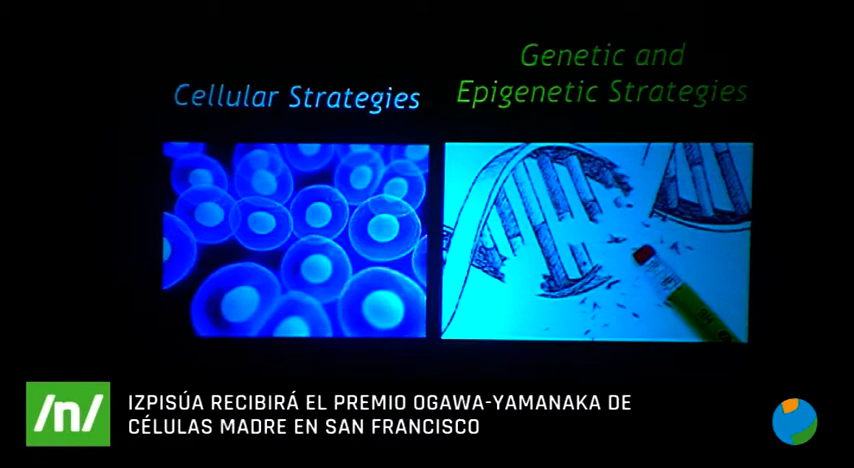 Cellular Strategies
Genetic and
Epigenetic Strategies
/n/
IZPISÚA RECIBIRÁ EL PREMIO OGAWA-YAMANAKA DE
CÉLULAS MADRE EN SAN FRANCISCO